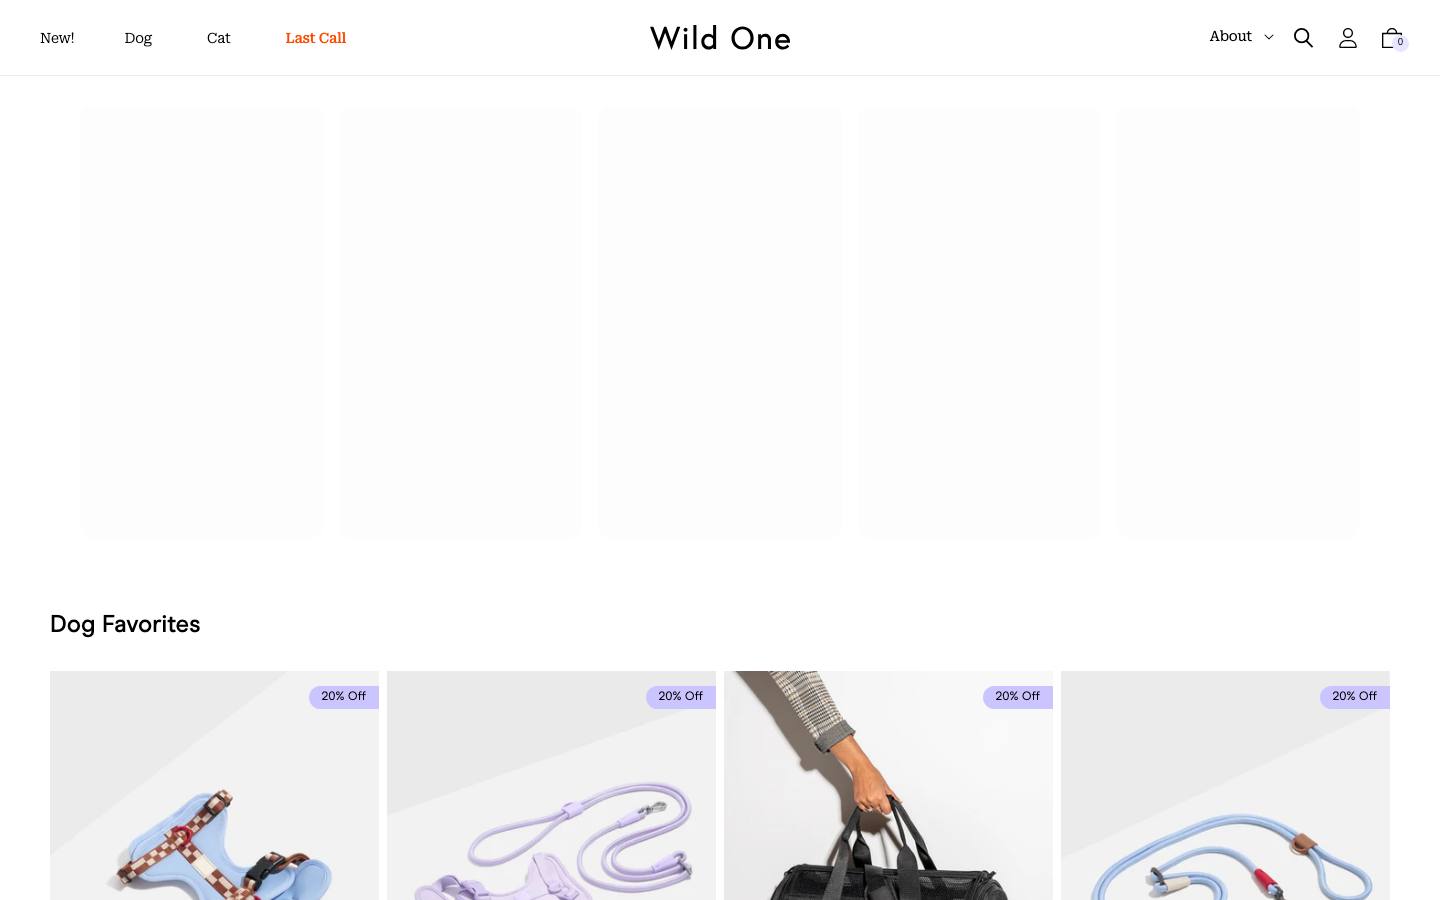 New!
Dog
Cat
Last Call
Wild One
About
0
Dog Favorites
20% Off
20% Off
20% Off
20% Off